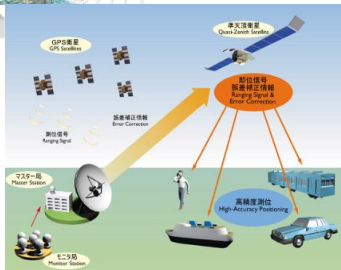 GPS衛星
GPS Satellites
準天頂衛星
Quasi-Zenith Satellite
測位信号
Ranging Signal
誤差補正情報
Error Correction
測位信号
誤差補正情報
Ranging Signal &
Error Correction
マスター局
Master Station
モニタ局
Monitor Station
高精度測位
High-Accuracy Positioning